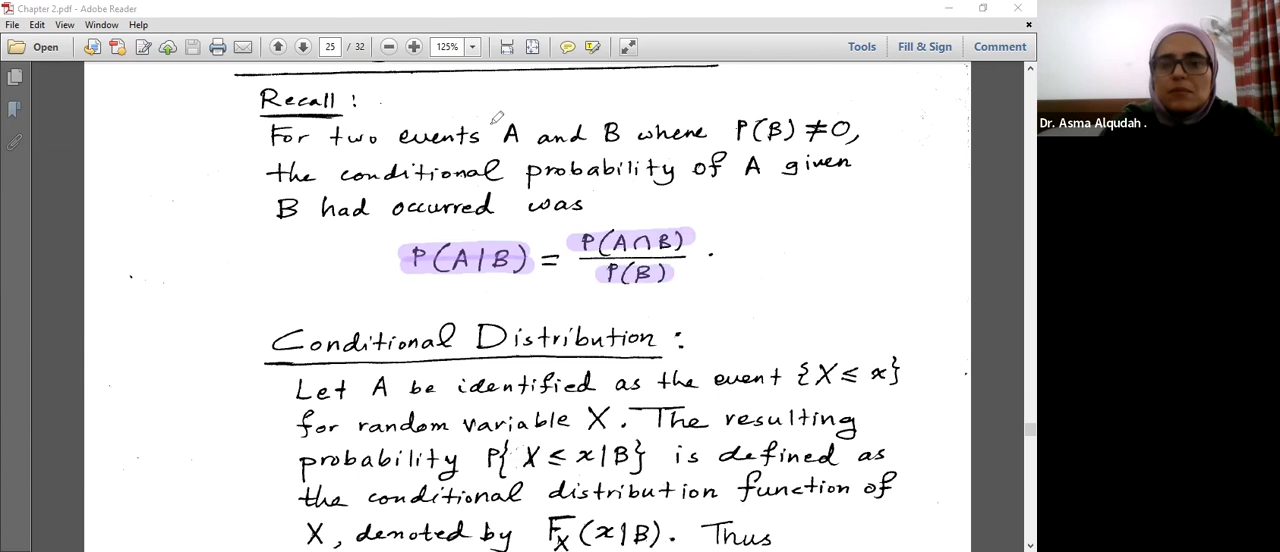 Chapter 2.pdf - Adobe Reader
File Edit View Window Help
Open 25 / 32 125% Tools Fill & Sign Comment
Recall :
For two events A and B where P(B) ≠ 0,
the conditional probability of A given
B had occurred was
P(A|B) = P(A∩B) / P(B) .
Conditional Distribution :
Let A be identified as the event {X ≤ x}
for random variable X. The resulting
probability P{X ≤ x|B} is defined as
the conditional distribution function of
X, denoted by F_X(x|B). Thus
Dr. Asma Alqudah .